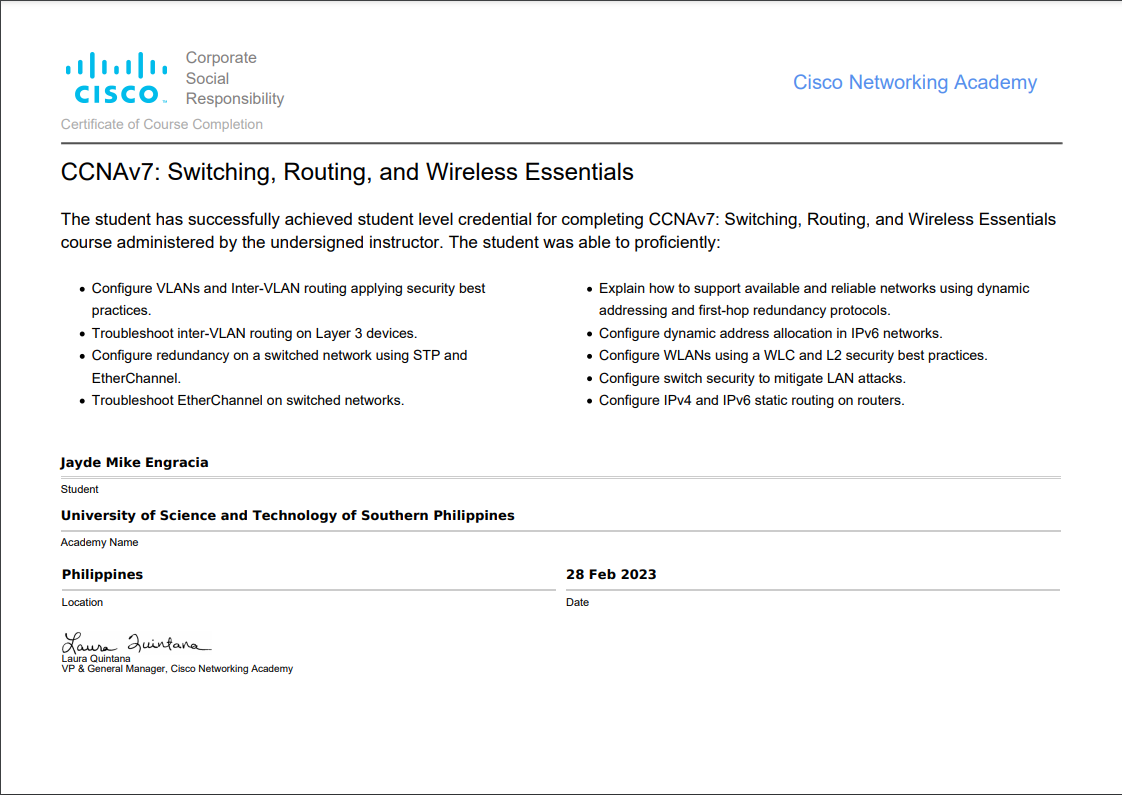 CISCO
Corporate
Social
Responsibility
Cisco Networking Academy
Certificate of Course Completion
CCNAv7: Switching, Routing, and Wireless Essentials
The student has successfully achieved student level credential for completing CCNAv7: Switching, Routing, and Wireless Essentials
course administered by the undersigned instructor. The student was able to proficiently:
• Configure VLANs and Inter-VLAN routing applying security best
practices.
• Troubleshoot inter-VLAN routing on Layer 3 devices.
• Configure redundancy on a switched network using STP and
EtherChannel.
• Troubleshoot EtherChannel on switched networks.
• Explain how to support available and reliable networks using dynamic
addressing and first-hop redundancy protocols.
• Configure dynamic address allocation in IPv6 networks.
• Configure WLANs using a WLC and L2 security best practices.
• Configure switch security to mitigate LAN attacks.
• Configure IPv4 and IPv6 static routing on routers.
Jayde Mike Engracia
Student
University of Science and Technology of Southern Philippines
Academy Name
Philippines
Location
28 Feb 2023
Date
Laura Quintana
Laura Quintana
VP & General Manager, Cisco Networking Academy